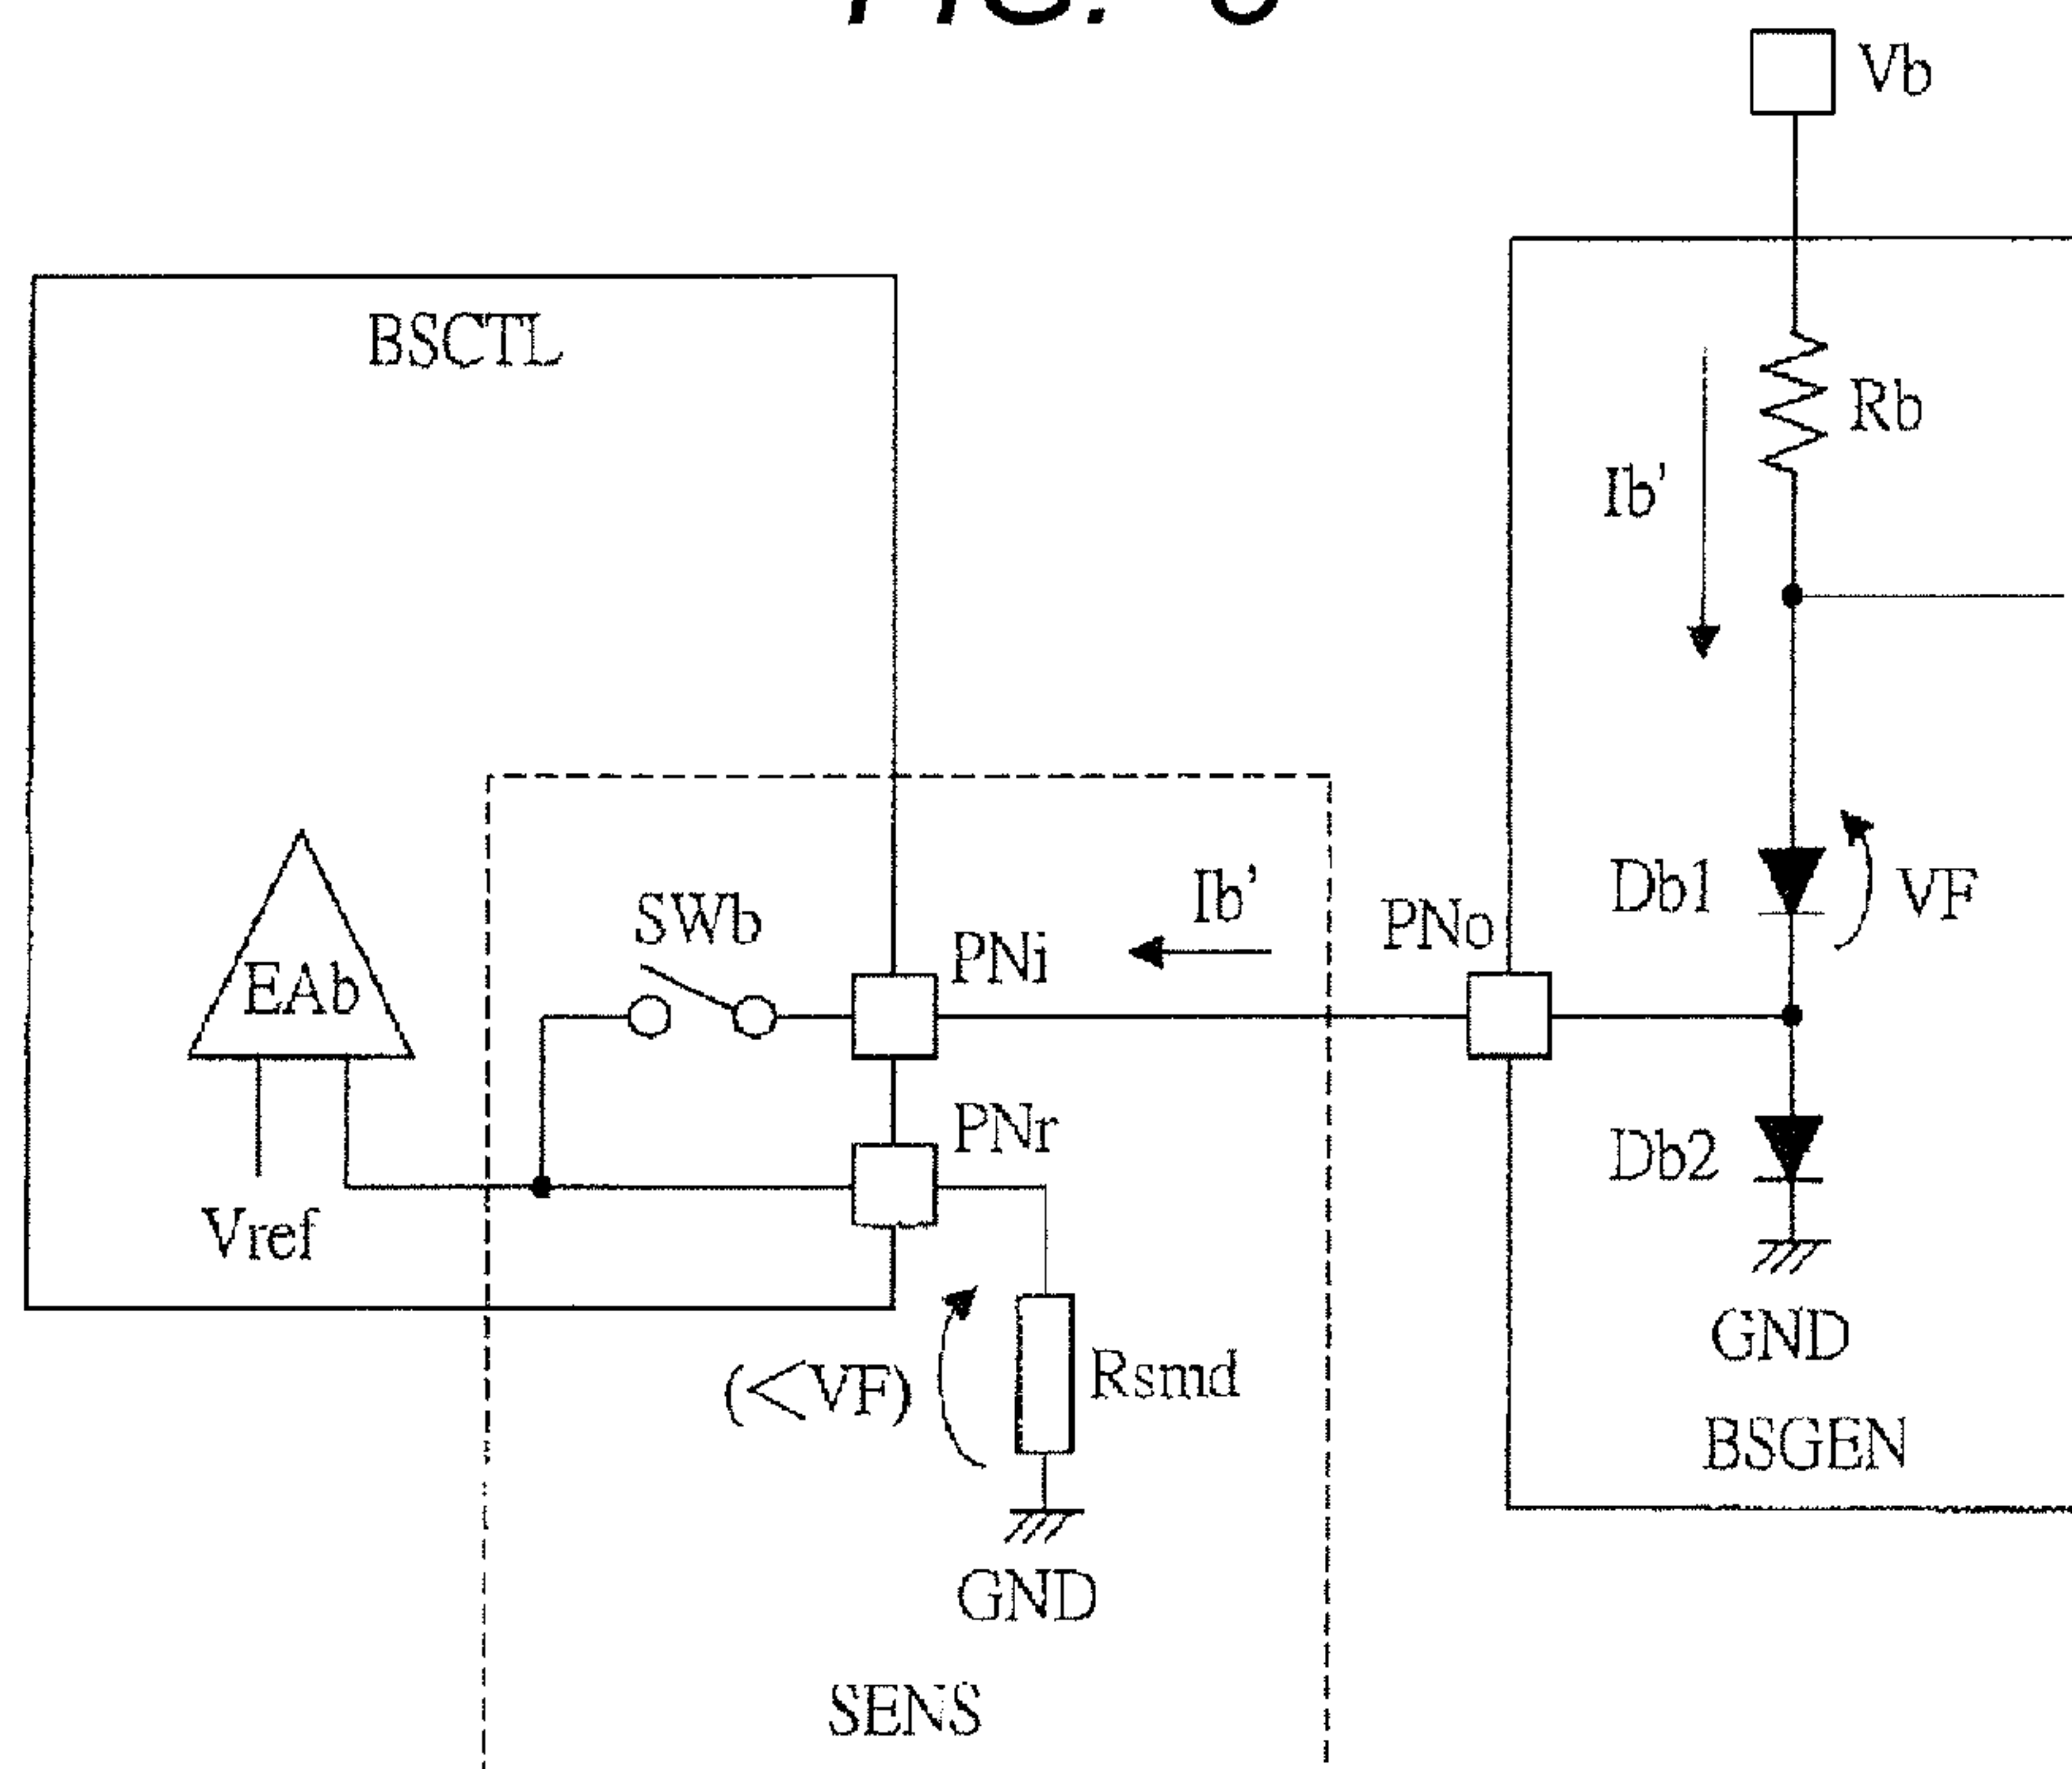 FIG.
Vb
BSCTL
Rb
Ib'
Db1
VF
SWb
PNi
Ib'
PNo
EAb
PNr
Db2
Vref
GND
(<VF)
Rsmd
BSGEN
GND
SENS